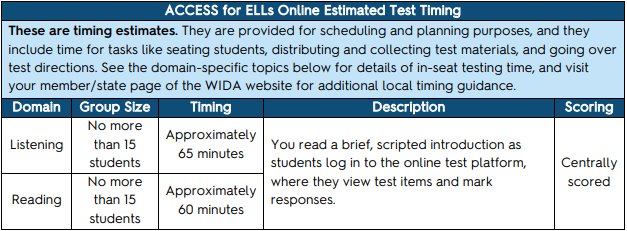 ACCESS for ELLs Online Estimated Test Timing
These are timing estimates. They are provided for scheduling and planning purposes, and they
include time for tasks like seating students, distributing and collecting test materials, and going over
test directions. See the domain-specific topics below for details of in-seat testing time, and visit
your member/state page of the WIDA website for additional local timing guidance.
Domain Group Size Timing Description Scoring
Listening
No more
than 15
students
Approximately
65 minutes
You read a brief, scripted introduction as
students log in to the online test platform,
where they view test items and mark
responses.
Centrally
scored
Reading
No more
than 15
students
Approximately
60 minutes